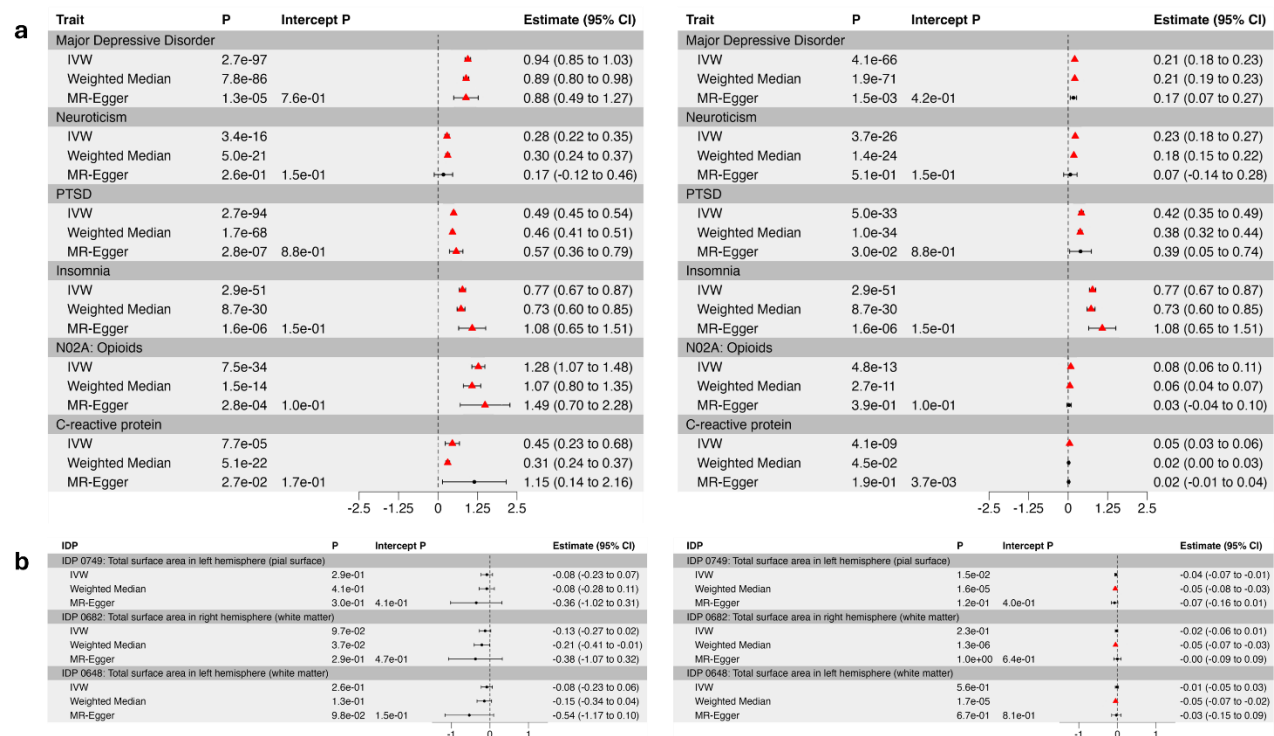 a
Trait P Intercept P Estimate (95% CI)
Major Depressive Disorder
IVW 2.7e-97 0.94 (0.85 to 1.03)
Weighted Median 7.8e-86 0.89 (0.80 to 0.98)
MR-Egger 1.3e-05 7.6e-01 0.88 (0.49 to 1.27)
Neuroticism
IVW 3.4e-16 0.28 (0.22 to 0.35)
Weighted Median 5.0e-21 0.30 (0.24 to 0.37)
MR-Egger 2.6e-01 1.5e-01 0.17 (-0.12 to 0.46)
PTSD
IVW 2.7e-94 0.49 (0.45 to 0.54)
Weighted Median 1.7e-68 0.46 (0.41 to 0.51)
MR-Egger 2.8e-07 8.8e-01 0.57 (0.36 to 0.79)
Insomnia
IVW 2.9e-51 0.77 (0.67 to 0.87)
Weighted Median 8.7e-30 0.73 (0.60 to 0.85)
MR-Egger 1.6e-06 1.5e-01 1.08 (0.65 to 1.51)
N02A: Opioids
IVW 7.5e-34 1.28 (1.07 to 1.48)
Weighted Median 1.5e-14 1.07 (0.80 to 1.35)
MR-Egger 2.8e-04 1.0e-01 1.49 (0.70 to 2.28)
C-reactive protein
IVW 7.7e-05 0.45 (0.23 to 0.68)
Weighted Median 5.1e-22 0.31 (0.24 to 0.37)
MR-Egger 2.7e-02 1.7e-01 1.15 (0.14 to 2.16)
-2.5 -1.25 0 1.25 2.5
Trait P Intercept P Estimate (95% CI)
Major Depressive Disorder
IVW 4.1e-66 0.21 (0.18 to 0.23)
Weighted Median 1.9e-71 0.21 (0.19 to 0.23)
MR-Egger 1.5e-03 4.2e-01 0.17 (0.07 to 0.27)
Neuroticism
IVW 3.7e-26 0.23 (0.18 to 0.27)
Weighted Median 1.4e-24 0.18 (0.15 to 0.22)
MR-Egger 5.1e-01 1.5e-01 0.07 (-0.14 to 0.28)
PTSD
IVW 5.0e-33 0.42 (0.35 to 0.49)
Weighted Median 1.0e-34 0.38 (0.32 to 0.44)
MR-Egger 3.0e-02 8.8e-01 0.39 (0.05 to 0.74)
Insomnia
IVW 2.9e-51 0.77 (0.67 to 0.87)
Weighted Median 8.7e-30 0.73 (0.60 to 0.85)
MR-Egger 1.6e-06 1.5e-01 1.08 (0.65 to 1.51)
N02A: Opioids
IVW 4.8e-13 0.08 (0.06 to 0.11)
Weighted Median 2.7e-11 0.06 (0.04 to 0.07)
MR-Egger 3.9e-01 1.0e-01 0.03 (-0.04 to 0.10)
C-reactive protein
IVW 4.1e-09 0.05 (0.03 to 0.06)
Weighted Median 4.5e-02 0.02 (0.00 to 0.03)
MR-Egger 1.9e-01 3.7e-03 0.02 (-0.01 to 0.04)
-2.5 -1.25 0 1.25 2.5
b
IDP P Intercept P Estimate (95% CI)
IDP 0749: Total surface area in left hemisphere (pial surface)
IVW 2.9e-01 -0.08 (-0.23 to 0.07)
Weighted Median 4.1e-01 -0.08 (-0.28 to 0.11)
MR-Egger 3.0e-01 4.1e-01 -0.36 (-1.02 to 0.31)
IDP 0682: Total surface area in right hemisphere (white matter)
IVW 9.7e-02 -0.13 (-0.27 to 0.02)
Weighted Median 3.7e-02 -0.21 (-0.41 to -0.01)
MR-Egger 2.9e-01 4.7e-01 -0.38 (-1.07 to 0.32)
IDP 0648: Total surface area in left hemisphere (white matter)
IVW 2.6e-01 -0.08 (-0.23 to 0.06)
Weighted Median 1.3e-01 -0.15 (-0.34 to 0.04)
MR-Egger 9.8e-02 1.5e-01 -0.54 (-1.17 to 0.10)
-1 0 1
IDP P Intercept P Estimate (95% CI)
IDP 0749: Total surface area in left hemisphere (pial surface)
IVW 1.5e-02 -0.04 (-0.07 to -0.01)
Weighted Median 1.6e-05 -0.05 (-0.08 to -0.03)
MR-Egger 1.2e-01 4.0e-01 -0.07 (-0.16 to 0.01)
IDP 0682: Total surface area in right hemisphere (white matter)
IVW 2.3e-01 -0.02 (-0.06 to 0.01)
Weighted Median 1.3e-06 -0.05 (-0.07 to -0.03)
MR-Egger 1.0e+00 6.4e-01 -0.00 (-0.09 to 0.09)
IDP 0648: Total surface area in left hemisphere (white matter)
IVW 5.6e-01 -0.01 (-0.05 to 0.03)
Weighted Median 1.7e-05 -0.05 (-0.07 to -0.02)
MR-Egger 6.7e-01 8.1e-01 -0.03 (-0.15 to 0.09)
-1 0 1